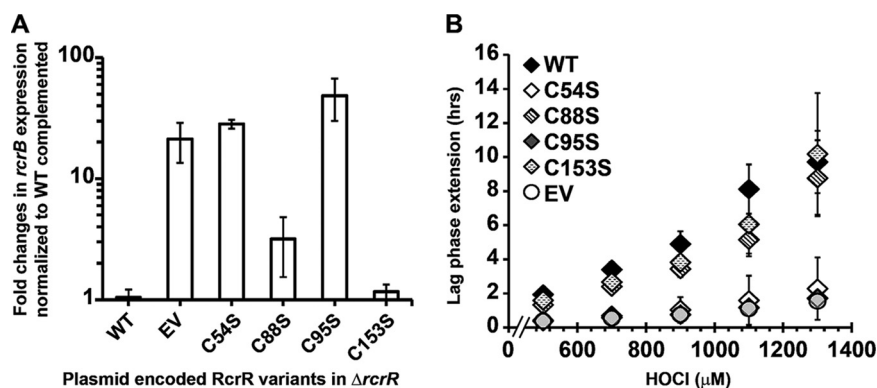 A
Fold changes in rcrB expression
normalized to WT complemented
100
10
1
WT
EV
C54S
C88S
C95S
C153S
Plasmid encoded RcrR variants in ΔrcrR
B
Lag phase extension (hrs)
16
14
12
10
8
6
4
2
0
WT
C54S
C88S
C95S
C153S
EV
0
600
800
1000
1200
1400
HOCl (μM)